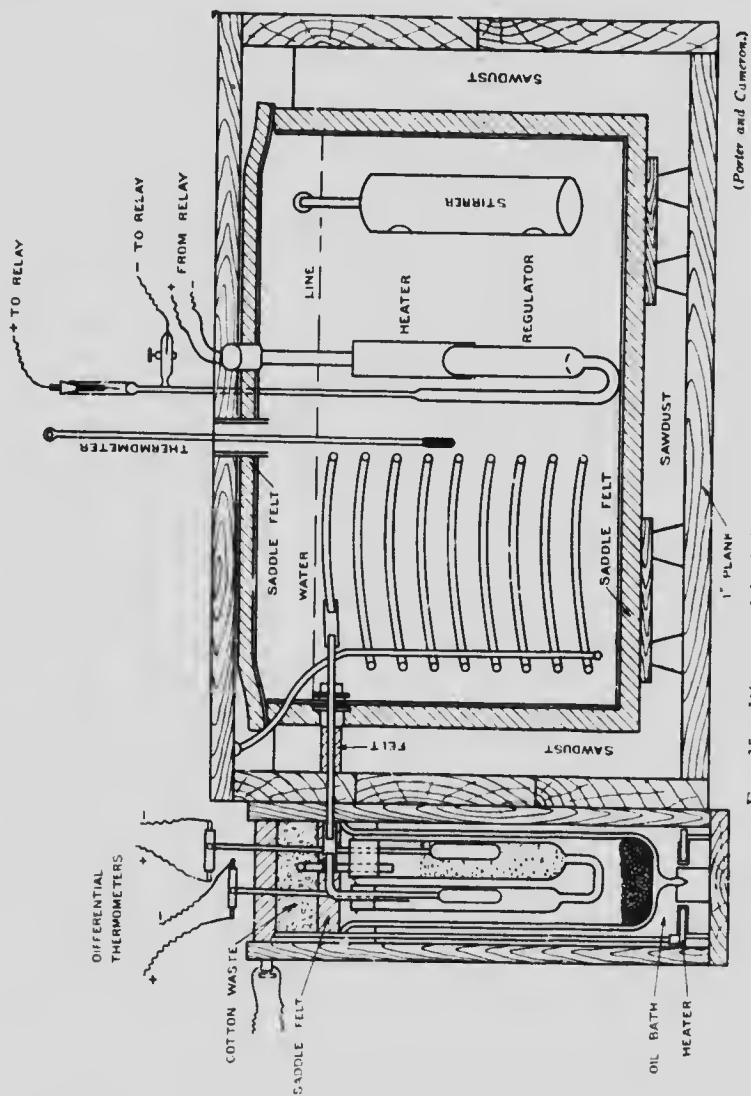 + TO RELAY
- TO RELAY
+ FROM RELAY
-
THERMOMETER
SADDLE FELT
WATER
LINE
HEATER
REGULATOR
STIRRER
SAWDUST
DIFFERENTIAL
THERMOMETERS
+
-
+
-
COTTON WASTE
SADDLE FELT
FELT
SAWDUST
SADDLE FELT
SAWDUST
1" PLANK
OIL BATH
HEATER
(Porter and Cameron.)